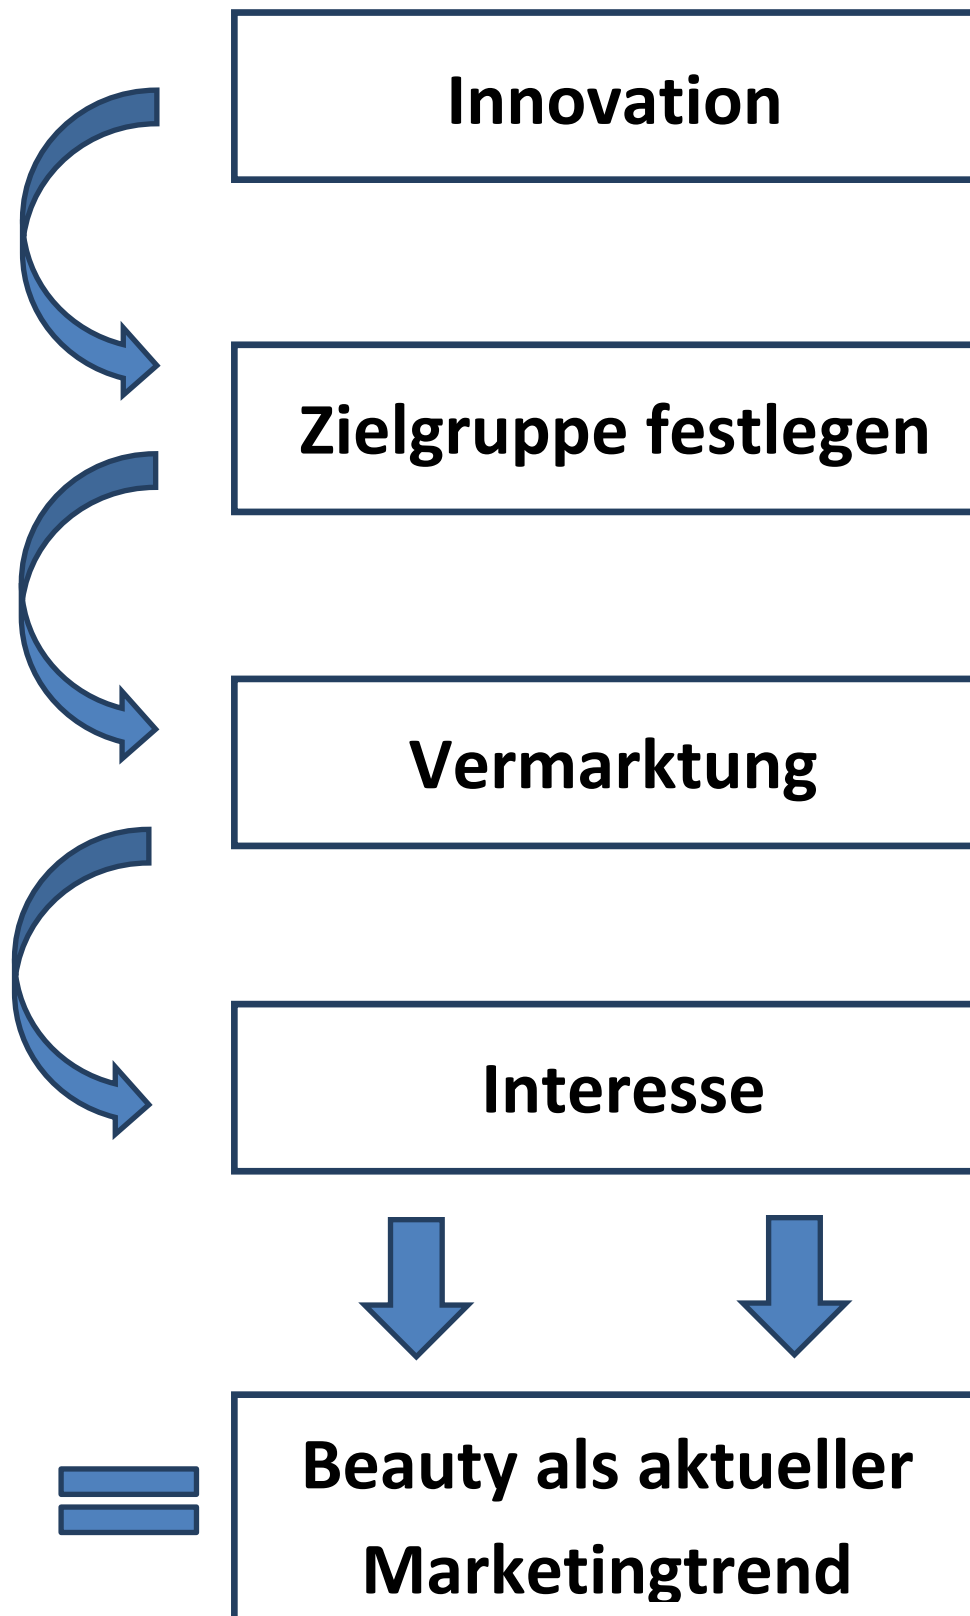 Innovation
Zielgruppe festlegen
Vermarktung
Interesse
Beauty als aktueller
Marketingtrend